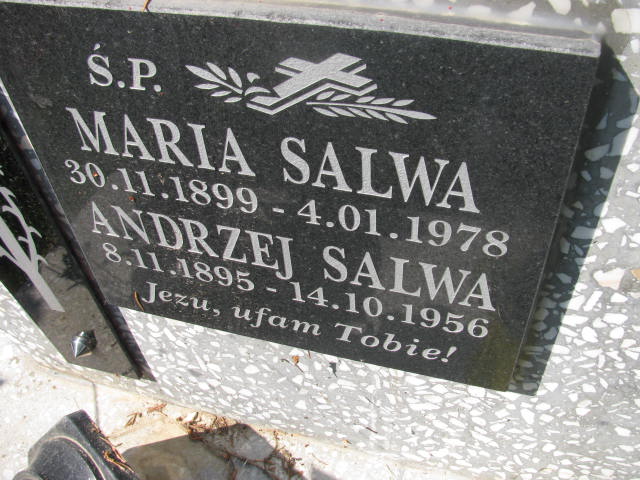 Ś.P.
MARIA SALWA
30.11.1899 - 4.01.1978
ANDRZEJ SALWA
8.11.1895 - 14.10.1956
Jezu, ufam Tobie!